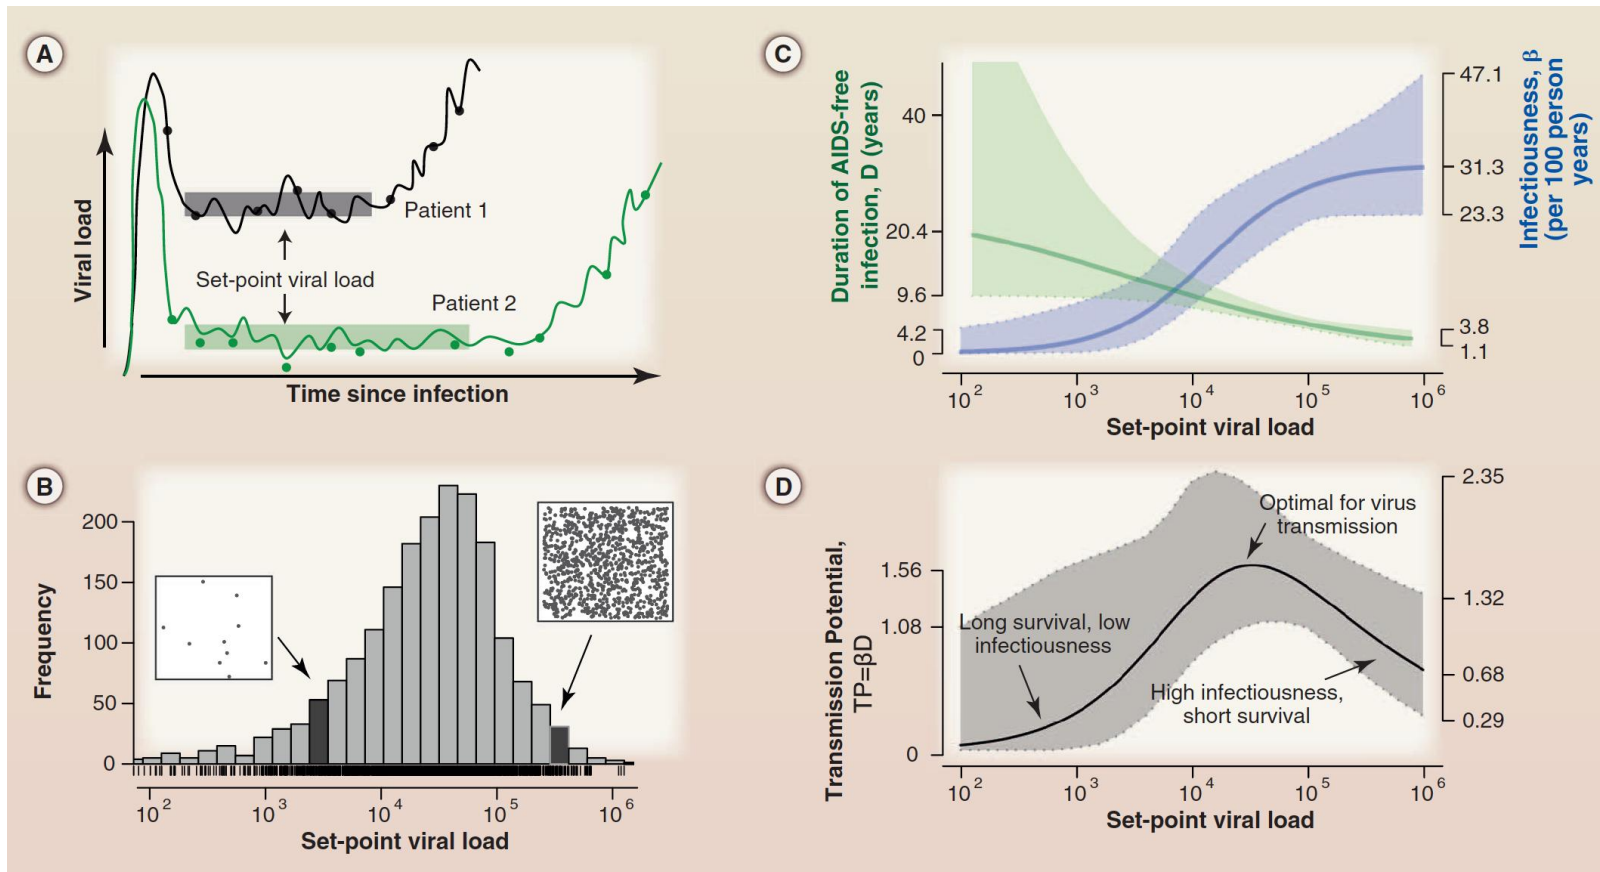 A
Viral load
Patient 1
Set-point viral load
Patient 2
Time since infection
B
Frequency
200
150
100
50
0
10 2
10 3
10 4
10 5
10 6
Set-point viral load
C
Duration of AIDS-free
infection, D (years)
40
20.4
9.6
4.2
0
47.1
31.3
23.3
3.8
1.1
Infectiousness, β
(per 100 person
years)
10 2
10 3
10 4
10 5
10 6
Set-point viral load
D
Transmission Potential,
TP=βD
1.56
1.08
0
Optimal for virus
transmission
Long survival, low
infectiousness
High infectiousness,
short survival
2.35
1.32
0.68
0.29
10 2
10 3
10 4
10 5
10 6
Set-point viral load